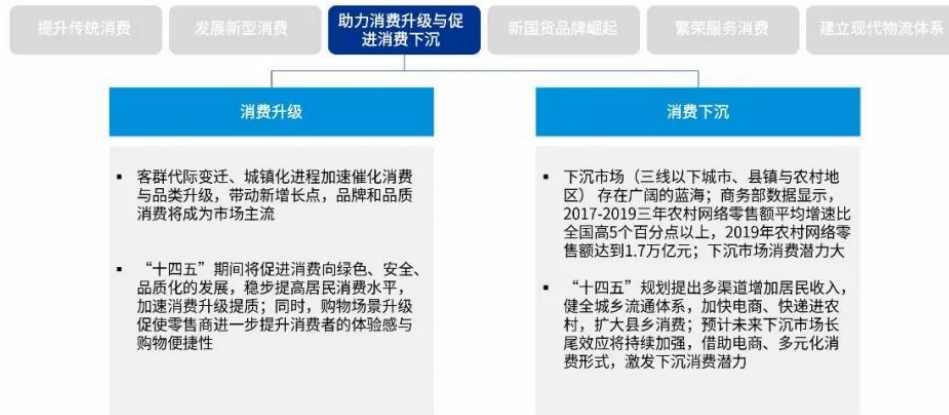 提升传统消费
发展新型消费
助力消费升级与促
进消费下沉
新国货品牌崛起
繁荣服务消费
建立现代物流体系
消费升级
▪ 客群代际变迁、城镇化进程加速催化消费
与品类升级，带动新增长点，品牌和品质
消费将成为市场主流
▪ “十四五”期间将促进消费向绿色、安全、
品质化的发展，稳步提高居民消费水平，
加速消费升级提质；同时，购物场景升级
促使零售商进一步提升消费者的体验感与
购物便捷性
消费下沉
▪ 下沉市场（三线以下城市、县镇与农村地
区） 存在广阔的蓝海；商务部数据显示，
2017-2019三年农村网络零售额平均增速比
全国高5个百分点以上，2019年农村网络零
售额达到1.7万亿元；下沉市场消费潜力大
▪ “十四五”规划提出多渠道增加居民收入，
健全城乡流通体系，加快电商、快递进农
村，扩大县乡消费；预计未来下沉市场长
尾效应将持续加强，借助电商、多元化消
费形式，激发下沉消费潜力